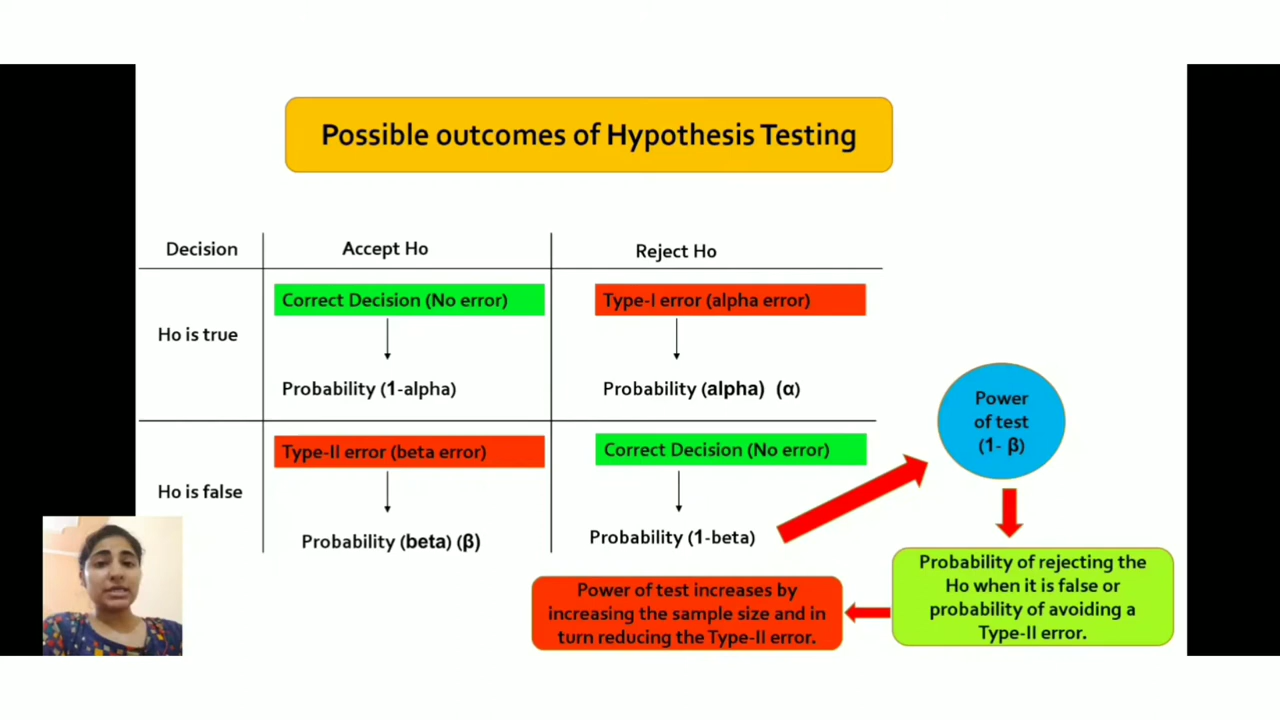 Possible outcomes of Hypothesis Testing
Decision
Accept Ho
Reject Ho
Ho is true
Correct Decision (No error)
Type-I error (alpha error)
Probability (1-alpha)
Probability (alpha) (α)
Ho is false
Type-II error (beta error)
Correct Decision (No error)
Probability (beta) (β)
Probability (1-beta)
Power
of test
(1- β)
Probability of rejecting the
Ho when it is false or
probability of avoiding a
Type-II error.
Power of test increases by
increasing the sample size and in
turn reducing the Type-II error.